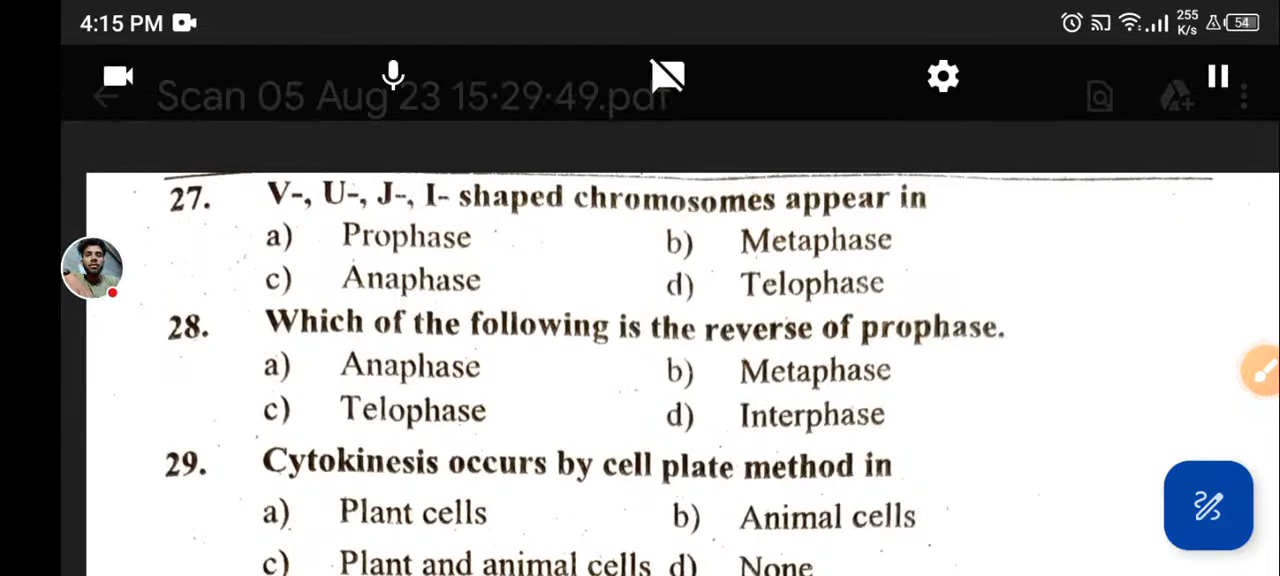 4:15 PM
255
K/s
54
Scan 05 Aug 23 15-29-49.pdf
27. V-, U-, J-, I- shaped chromosomes appear in
a) Prophase b) Metaphase
c) Anaphase d) Telophase
28. Which of the following is the reverse of prophase.
a) Anaphase b) Metaphase
c) Telophase d) Interphase
29. Cytokinesis occurs by cell plate method in
a) Plant cells b) Animal cells
c) Plant and animal cells d) None